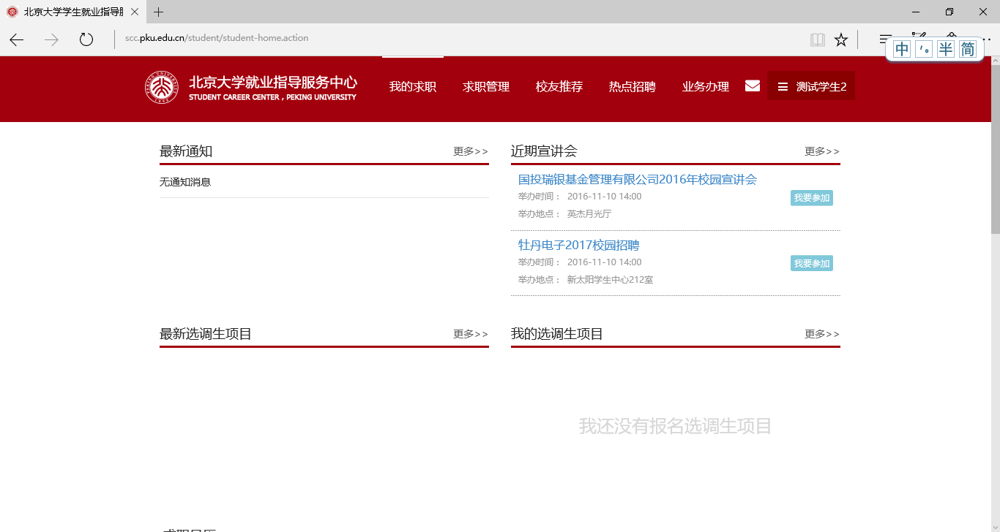 北京大学学生就业指导
scc.pku.edu.cn/student/student-home.action
中 ’。 半 简
北京大学就业指导服务中心
STUDENT CAREER CENTER , PEKING UNIVERSITY
我的求职 求职管理 校友推荐 热点招聘 业务办理 测试学生2
最新通知 更多>>
无通知消息
近期宣讲会 更多>>
国投瑞银基金管理有限公司2016年校园宣讲会
举办时间： 2016-11-10 14:00
我要参加
举办地点： 英杰月光厅
牡丹电子2017校园招聘
举办时间： 2016-11-10 14:00
我要参加
举办地点： 新太阳学生中心212室
最新选调生项目 更多>>
我的选调生项目 更多>>
我还没有报名选调生项目